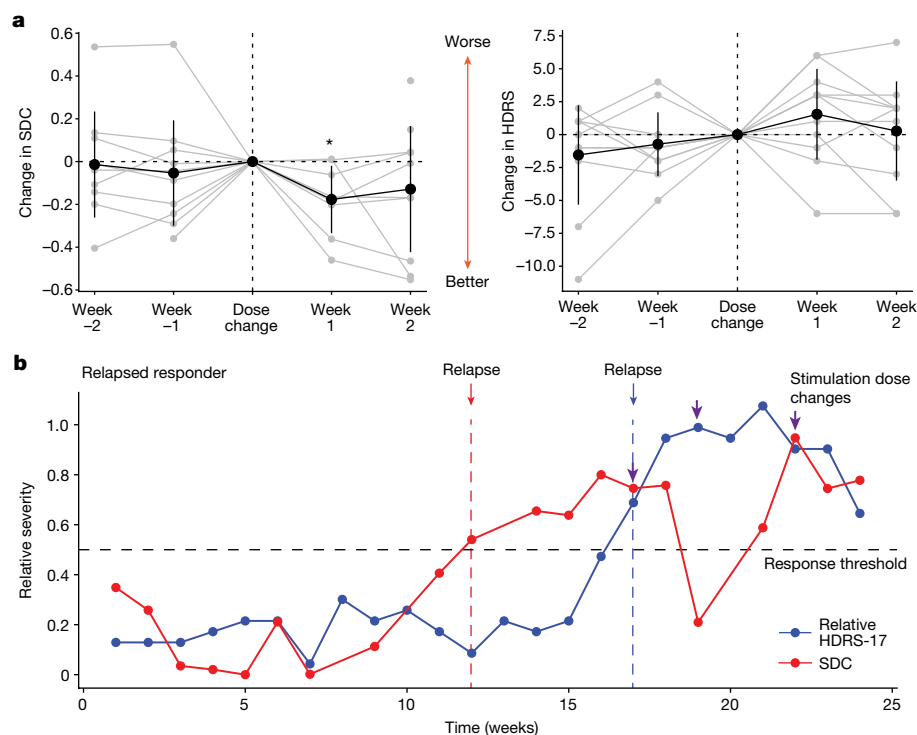 a
0.6
0.4
0.2
0
–0.2
–0.4
–0.6
Change in SDC
*
Week
–2
Week
–1
Dose
change
Week
1
Week
2
Worse
Better
7.5
5.0
2.5
0
–2.5
–5.0
–7.5
–10.0
Change in HDRS
Week
–2
Week
–1
Dose
change
Week
1
Week
2
b
Relapsed responder
Relapse
Relapse
Stimulation dose
changes
1.0
0.8
0.6
0.4
0.2
0
Relative severity
Response threshold
Relative
HDRS-17
SDC
0
5
10
15
20
25
Time (weeks)